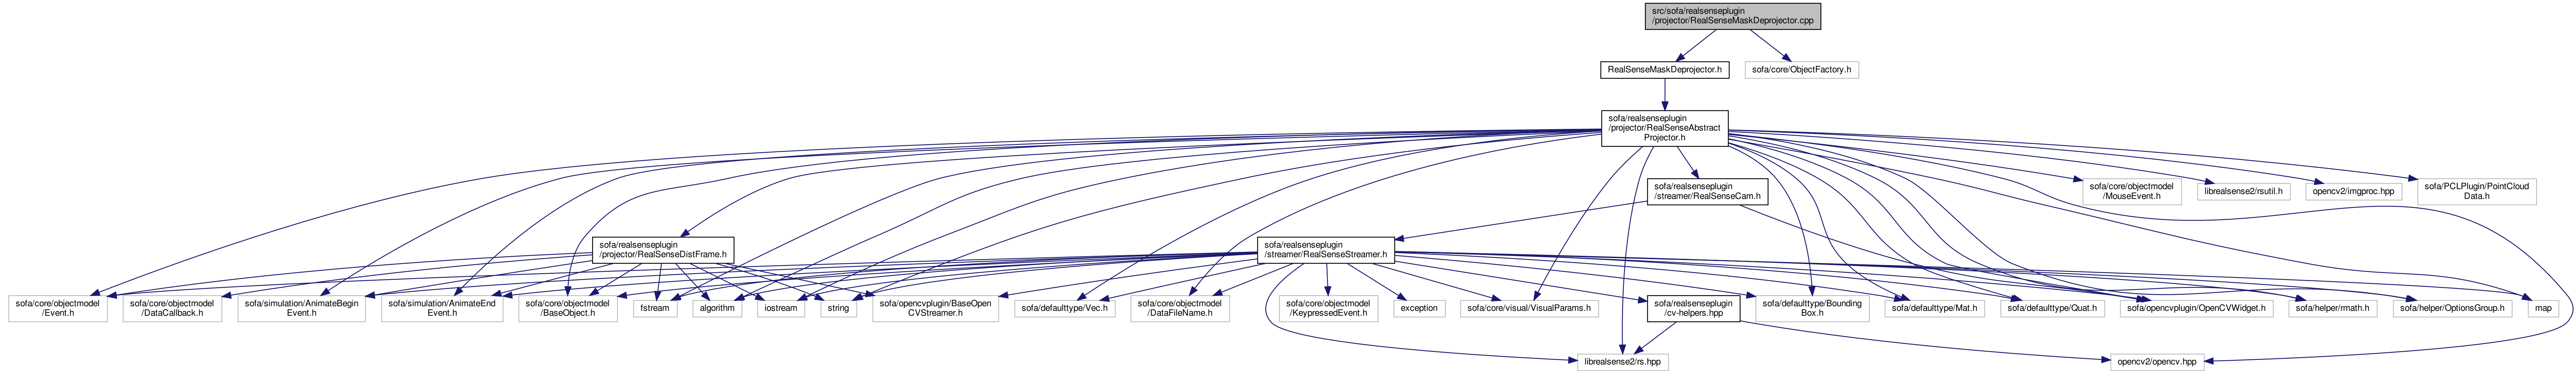 src/sofa/realsenseplugin
/projector/RealSenseMaskDeprojector.cpp
RealSenseMaskDeprojector.h
sofa/core/ObjectFactory.h
sofa/realsenseplugin
/projector/RealSenseAbstract
Projector.h
sofa/realsenseplugin
/streamer/RealSenseCam.h
sofa/core/objectmodel
/MouseEvent.h
librealsense2/rsutil.h
opencv2/imgproc.hpp
sofa/PCLPlugin/PointCloud
Data.h
sofa/realsenseplugin
/projector/RealSenseDistFrame.h
sofa/realsenseplugin
/streamer/RealSenseStreamer.h
sofa/core/objectmodel
/Event.h
sofa/core/objectmodel
/DataCallback.h
sofa/simulation/AnimateBegin
Event.h
sofa/simulation/AnimateEnd
Event.h
sofa/core/objectmodel
/BaseObject.h
fstream
algorithm
iostream
string
sofa/opencvplugin/BaseOpen
CVStreamer.h
sofa/defaulttype/Vec.h
sofa/core/objectmodel
/DataFileName.h
sofa/core/objectmodel
/KeypressedEvent.h
exception
sofa/core/visual/VisualParams.h
sofa/realsenseplugin
/cv-helpers.hpp
sofa/defaulttype/Bounding
Box.h
sofa/defaulttype/Mat.h
sofa/defaulttype/Quat.h
sofa/opencvplugin/OpenCVWidget.h
sofa/helper/rmath.h
sofa/helper/OptionsGroup.h
map
librealsense2/rs.hpp
opencv2/opencv.hpp